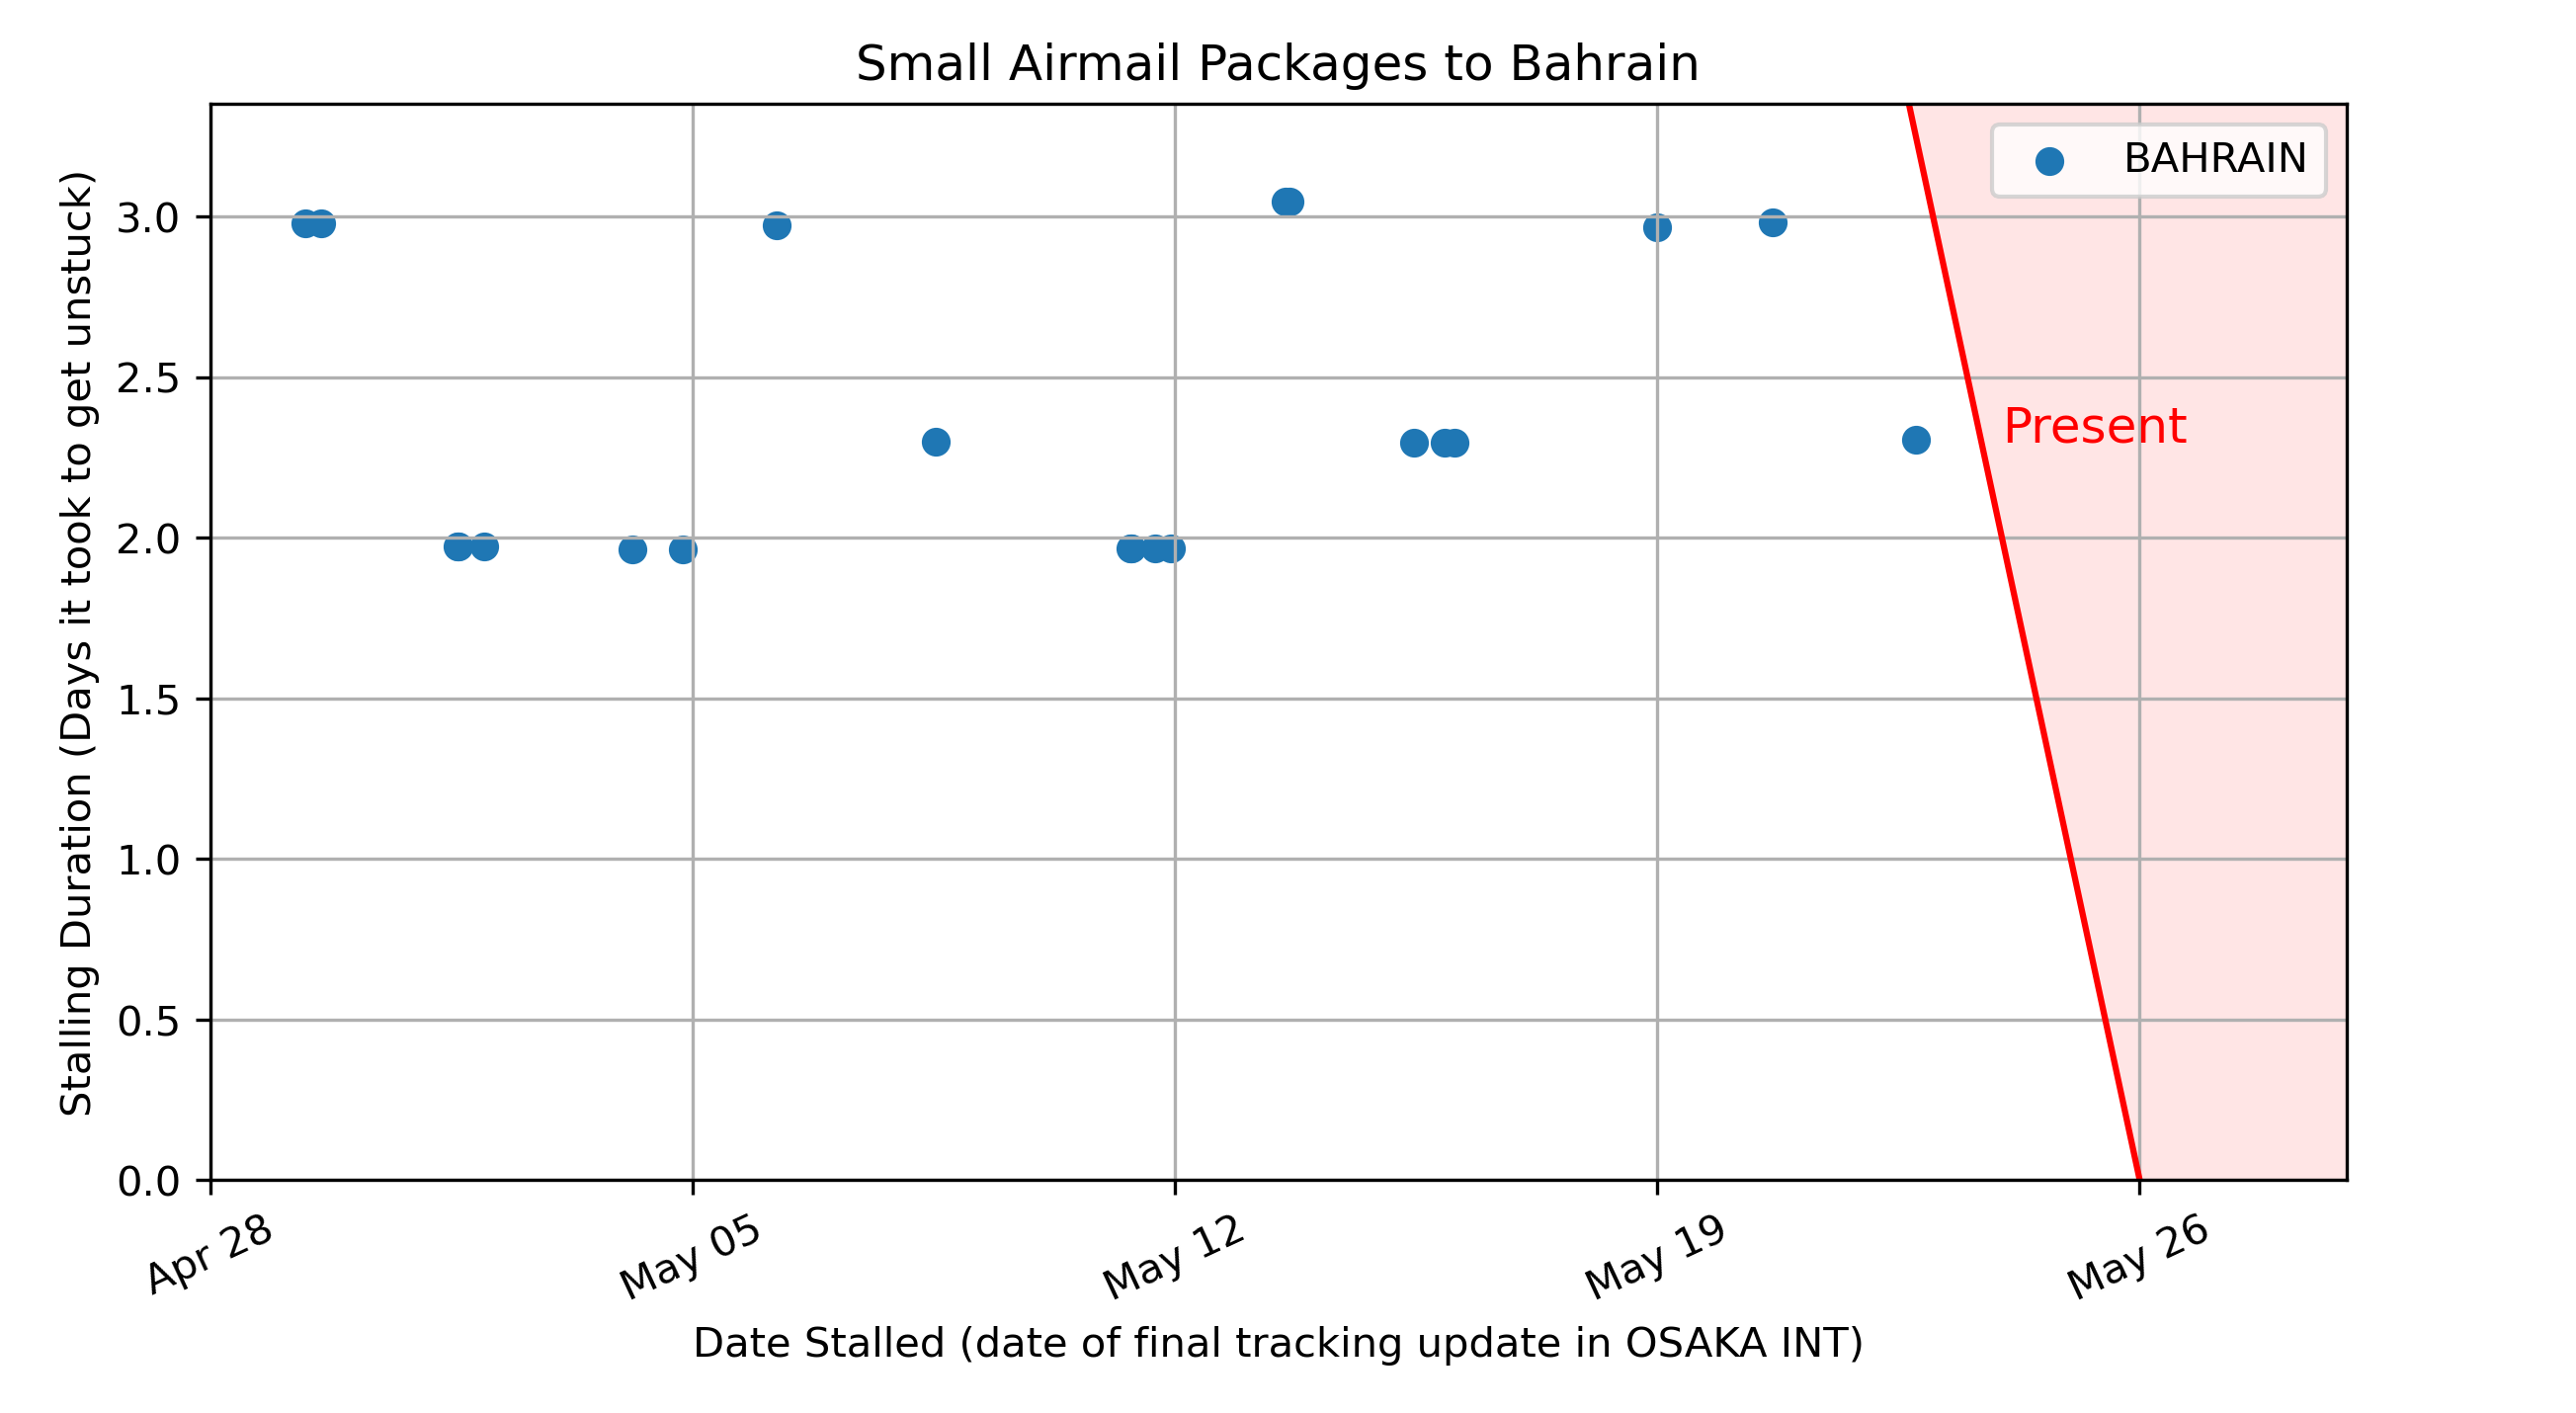 Small Airmail Packages to Bahrain
BAHRAIN
Present
Stalling Duration (Days it took to get unstuck)
3.0
2.5
2.0
1.5
1.0
0.5
0.0
Apr 28
May 05
May 12
May 19
May 26
Date Stalled (date of final tracking update in OSAKA INT)